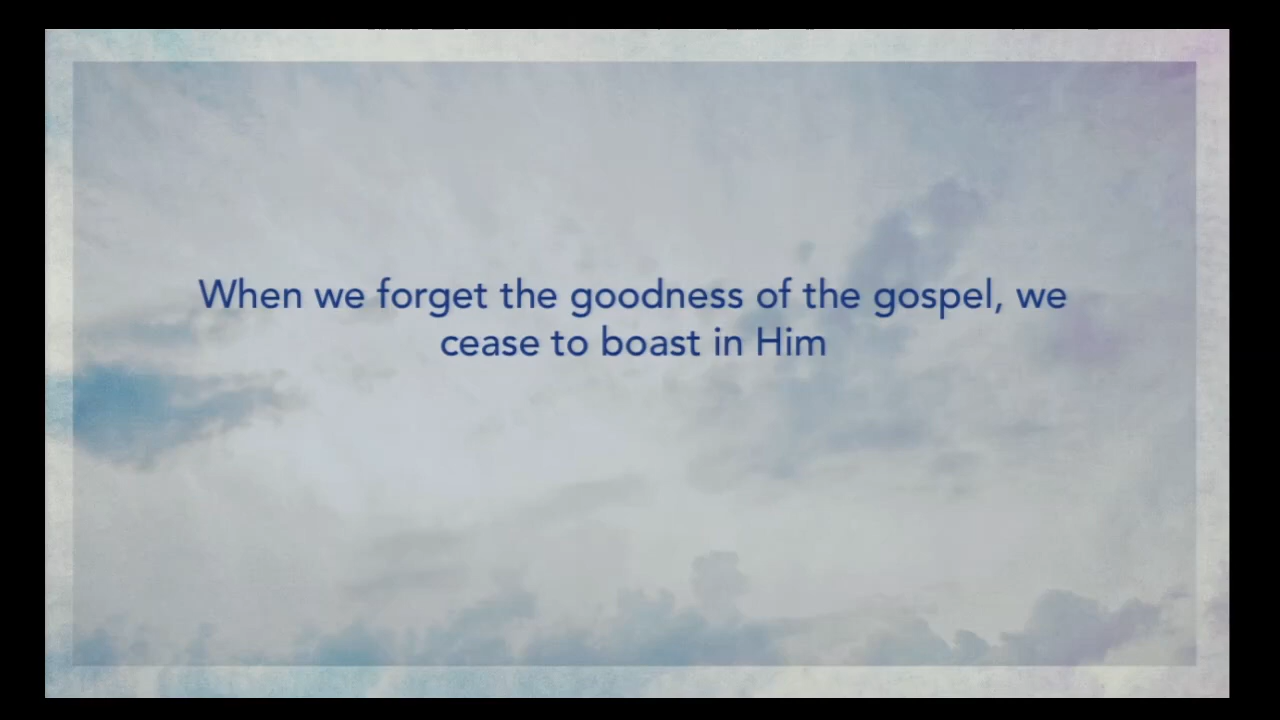 When we forget the goodness of the gospel, we
cease to boast in Him